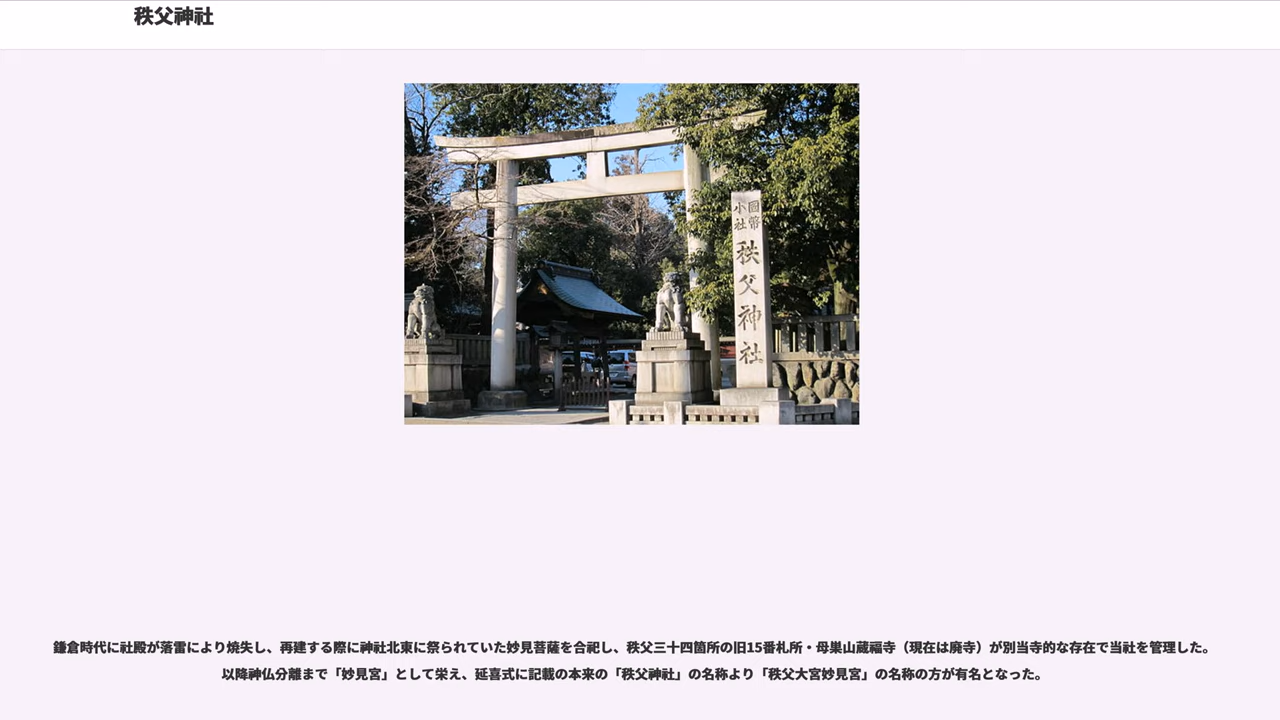 秩父神社
國幣
小社
秩父神社
鎌倉時代に社殿が落雷により焼失し、再建する際に神社北東に祭られていた妙見菩薩を合祀し、秩父三十四箇所の旧15番札所・母巣山蔵福寺（現在は廃寺）が別当寺的な存在で当社を管理した。
以降神仏分離まで「妙見宮」として栄え、延喜式に記載の本来の「秩父神社」の名称より「秩父大宮妙見宮」の名称の方が有名となった。